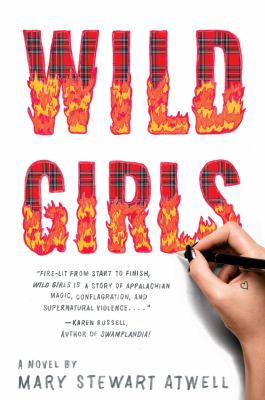 WILD
GIRLS
"FIRE-LIT FROM START TO FINISH,
WILD GIRLS IS A STORY OF APPALACHIAN
MAGIC, CONFLAGRATION, AND
SUPERNATURAL VIOLENCE...."
—KAREN RUSSELL,
AUTHOR OF SWAMPLANDIA!
A NOVEL BY
MARY STEWART ATWELL